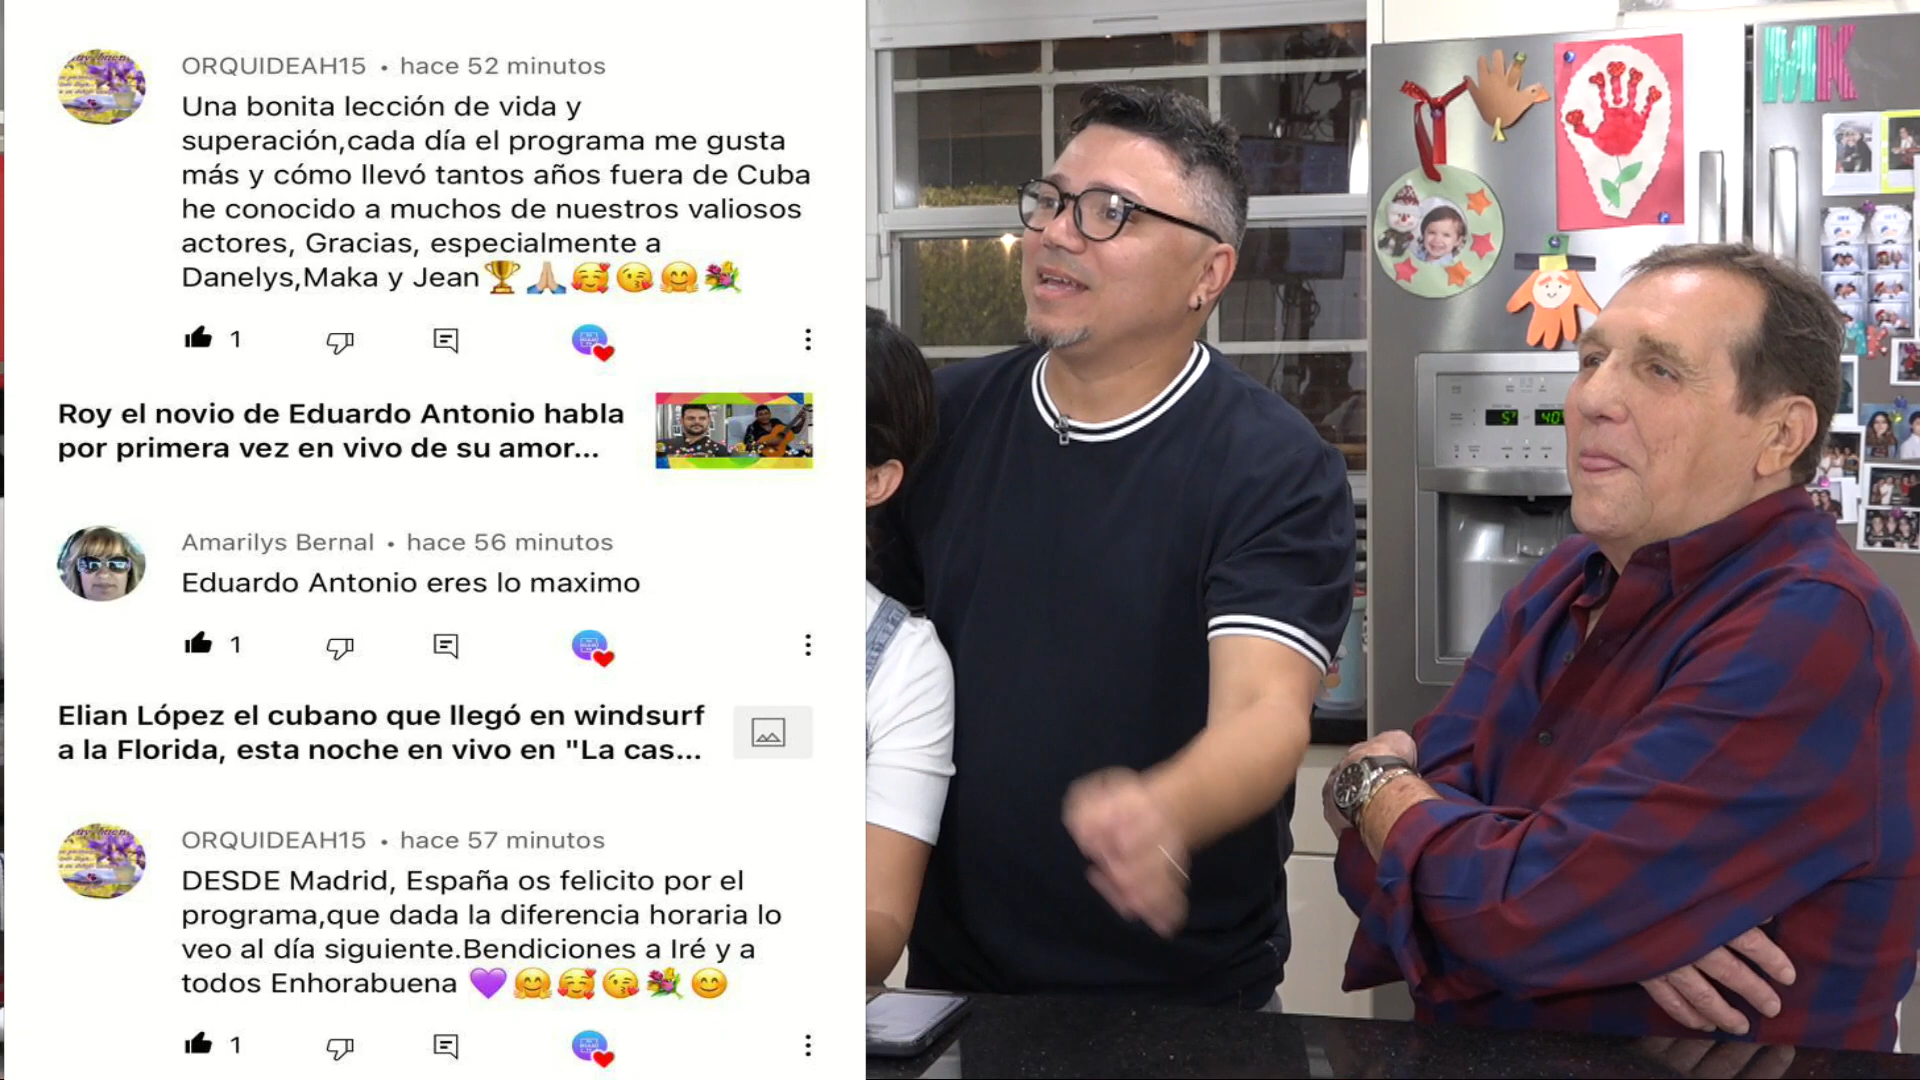 ORQUIDEAH15 • hace 52 minutos
Una bonita lección de vida y
superación,cada día el programa me gusta
más y cómo llevó tantos años fuera de Cuba
he conocido a muchos de nuestros valiosos
actores, Gracias, especialmente a
Danelys,Maka y Jean🏆🙏🏼🥰😘🤗💐
1
Roy el novio de Eduardo Antonio habla
por primera vez en vivo de su amor...
Amarilys Bernal • hace 56 minutos
Eduardo Antonio eres lo maximo
1
Elian López el cubano que llegó en windsurf
a la Florida, esta noche en vivo en "La cas...
ORQUIDEAH15 • hace 57 minutos
DESDE Madrid, España os felicito por el
programa,que dada la diferencia horaria lo
veo al día siguiente.Bendiciones a Iré y a
todos Enhorabuena 💜🤗🥰😘💐😊
1
MK